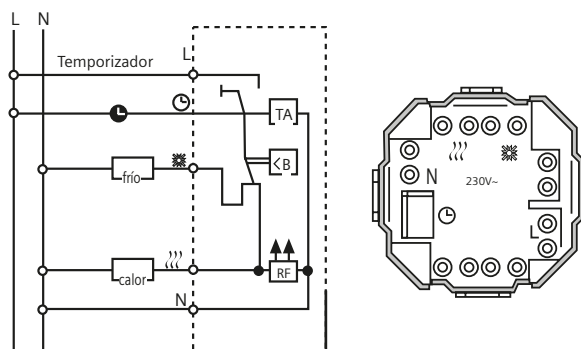 L N
Temporizador L
TA
<B
frío
calor
RF
N
N
230V~
L